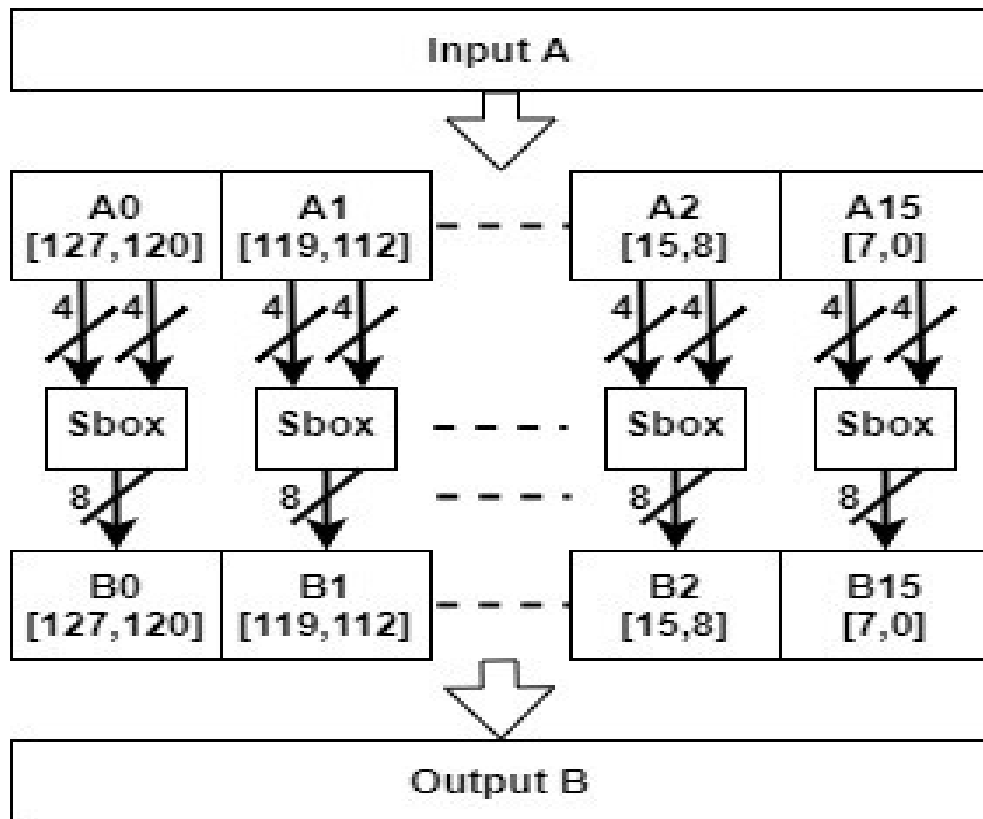 Input A
A0 A1 A2 A15
[127,120] [119,112] [15,8] [7,0]
4 4 4 4 4 4 4 4
Sbox Sbox Sbox Sbox
8 8 8 8
B0 B1 B2 B15
[127,120] [119,112] [15,8] [7,0]
Output B